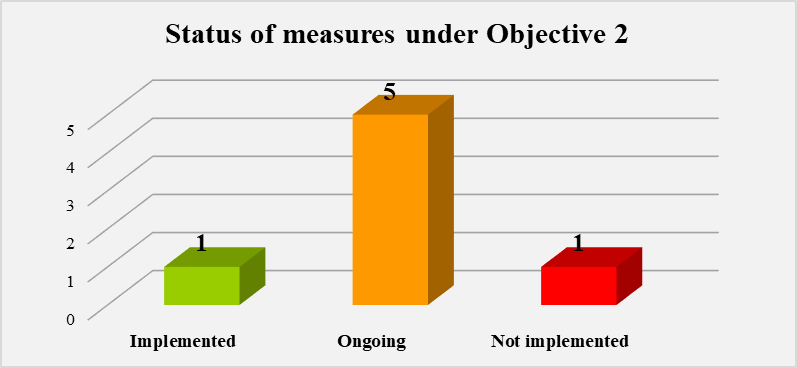 Status of measures under Objective 2
5
5
4
3
2
1
0
1
1
Implemented
Ongoing
Not implemented